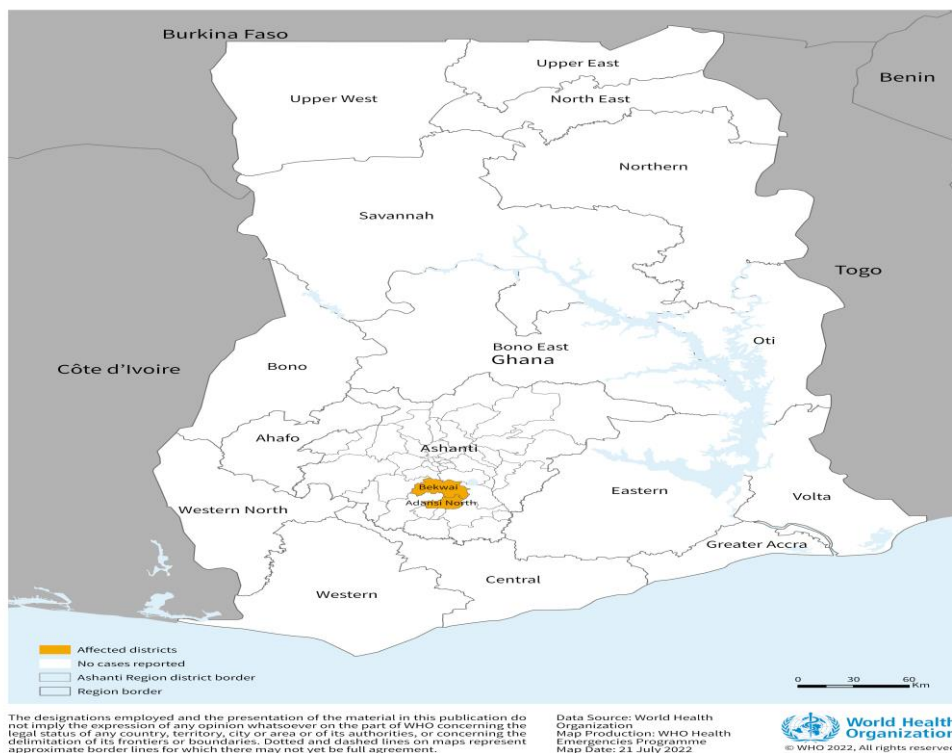 Burkina Faso
Upper East
Benin
Upper West
North East
Northern
Savannah
Togo
Bono East
Oti
Ghana
Côte d'Ivoire
Bono
Ahafo
Ashanti
Bekwai
Eastern
Volta
Adansi North
Western North
Greater Accra
Central
Western
Affected districts
No cases reported
Ashanti Region district border
Region border
0 30 60
Km
The designations employed and the presentation of the material in this publication do
not imply the expression of any opinion whatsoever on the part of WHO concerning the
legal status of any country, territory, city or area or of its authorities, or concerning the
delimitation of its frontiers or boundaries. Dotted and dashed lines on maps represent
approximate border lines for which there may not yet be full agreement.
Data Source: World Health
Organization
Map Production: WHO Health
Emergencies Programme
Map Date: 21 July 2022
World Health
Organization
© WHO 2022, All rights reser